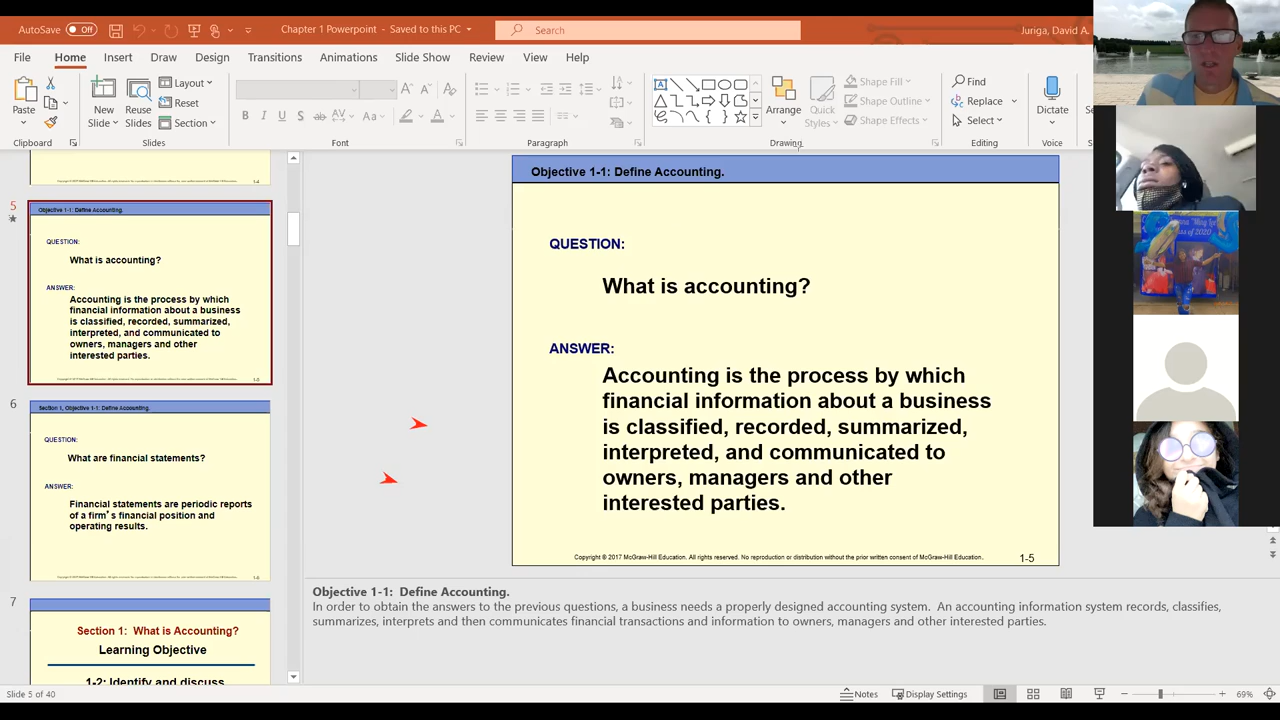 AutoSave Off
Chapter 1 Powerpoint - Saved to this PC
Search
Juriga, David A.
File Home Insert Draw Design Transitions Animations Slide Show Review View Help
Paste
New Slide
Reuse Slides
Layout
Reset
Section
B I U S ab AV Aa A
Arrange
Quick Styles
Shape Fill
Shape Outline
Shape Effects
Find
Replace
Select
Dictate
Clipboard Slides Font Paragraph Drawing Editing Voice
1-4
5
Objective 1-1: Define Accounting.
QUESTION:
What is accounting?
ANSWER:
Accounting is the process by which
financial information about a business
is classified, recorded, summarized,
interpreted, and communicated to
owners, managers and other
interested parties.
1-5
6
Section 1, Objective 1-1: Define Accounting.
QUESTION:
What are financial statements?
ANSWER:
Financial statements are periodic reports
of a firm's financial position and
operating results.
1-6
7
Section 1: What is Accounting?
Learning Objective
1-2: Identify and discuss
Objective 1-1: Define Accounting.
QUESTION:
What is accounting?
ANSWER:
Accounting is the process by which
financial information about a business
is classified, recorded, summarized,
interpreted, and communicated to
owners, managers and other
interested parties.
Copyright © 2017 McGraw-Hill Education. All rights reserved. No reproduction or distribution without the prior written consent of McGraw-Hill Education.
1-5
Objective 1-1: Define Accounting.
In order to obtain the answers to the previous questions, a business needs a properly designed accounting system. An accounting information system records, classifies,
summarizes, interprets and then communicates financial transactions and information to owners, managers and other interested parties.
of 2020
Slide 5 of 40
Notes
Display Settings
69%